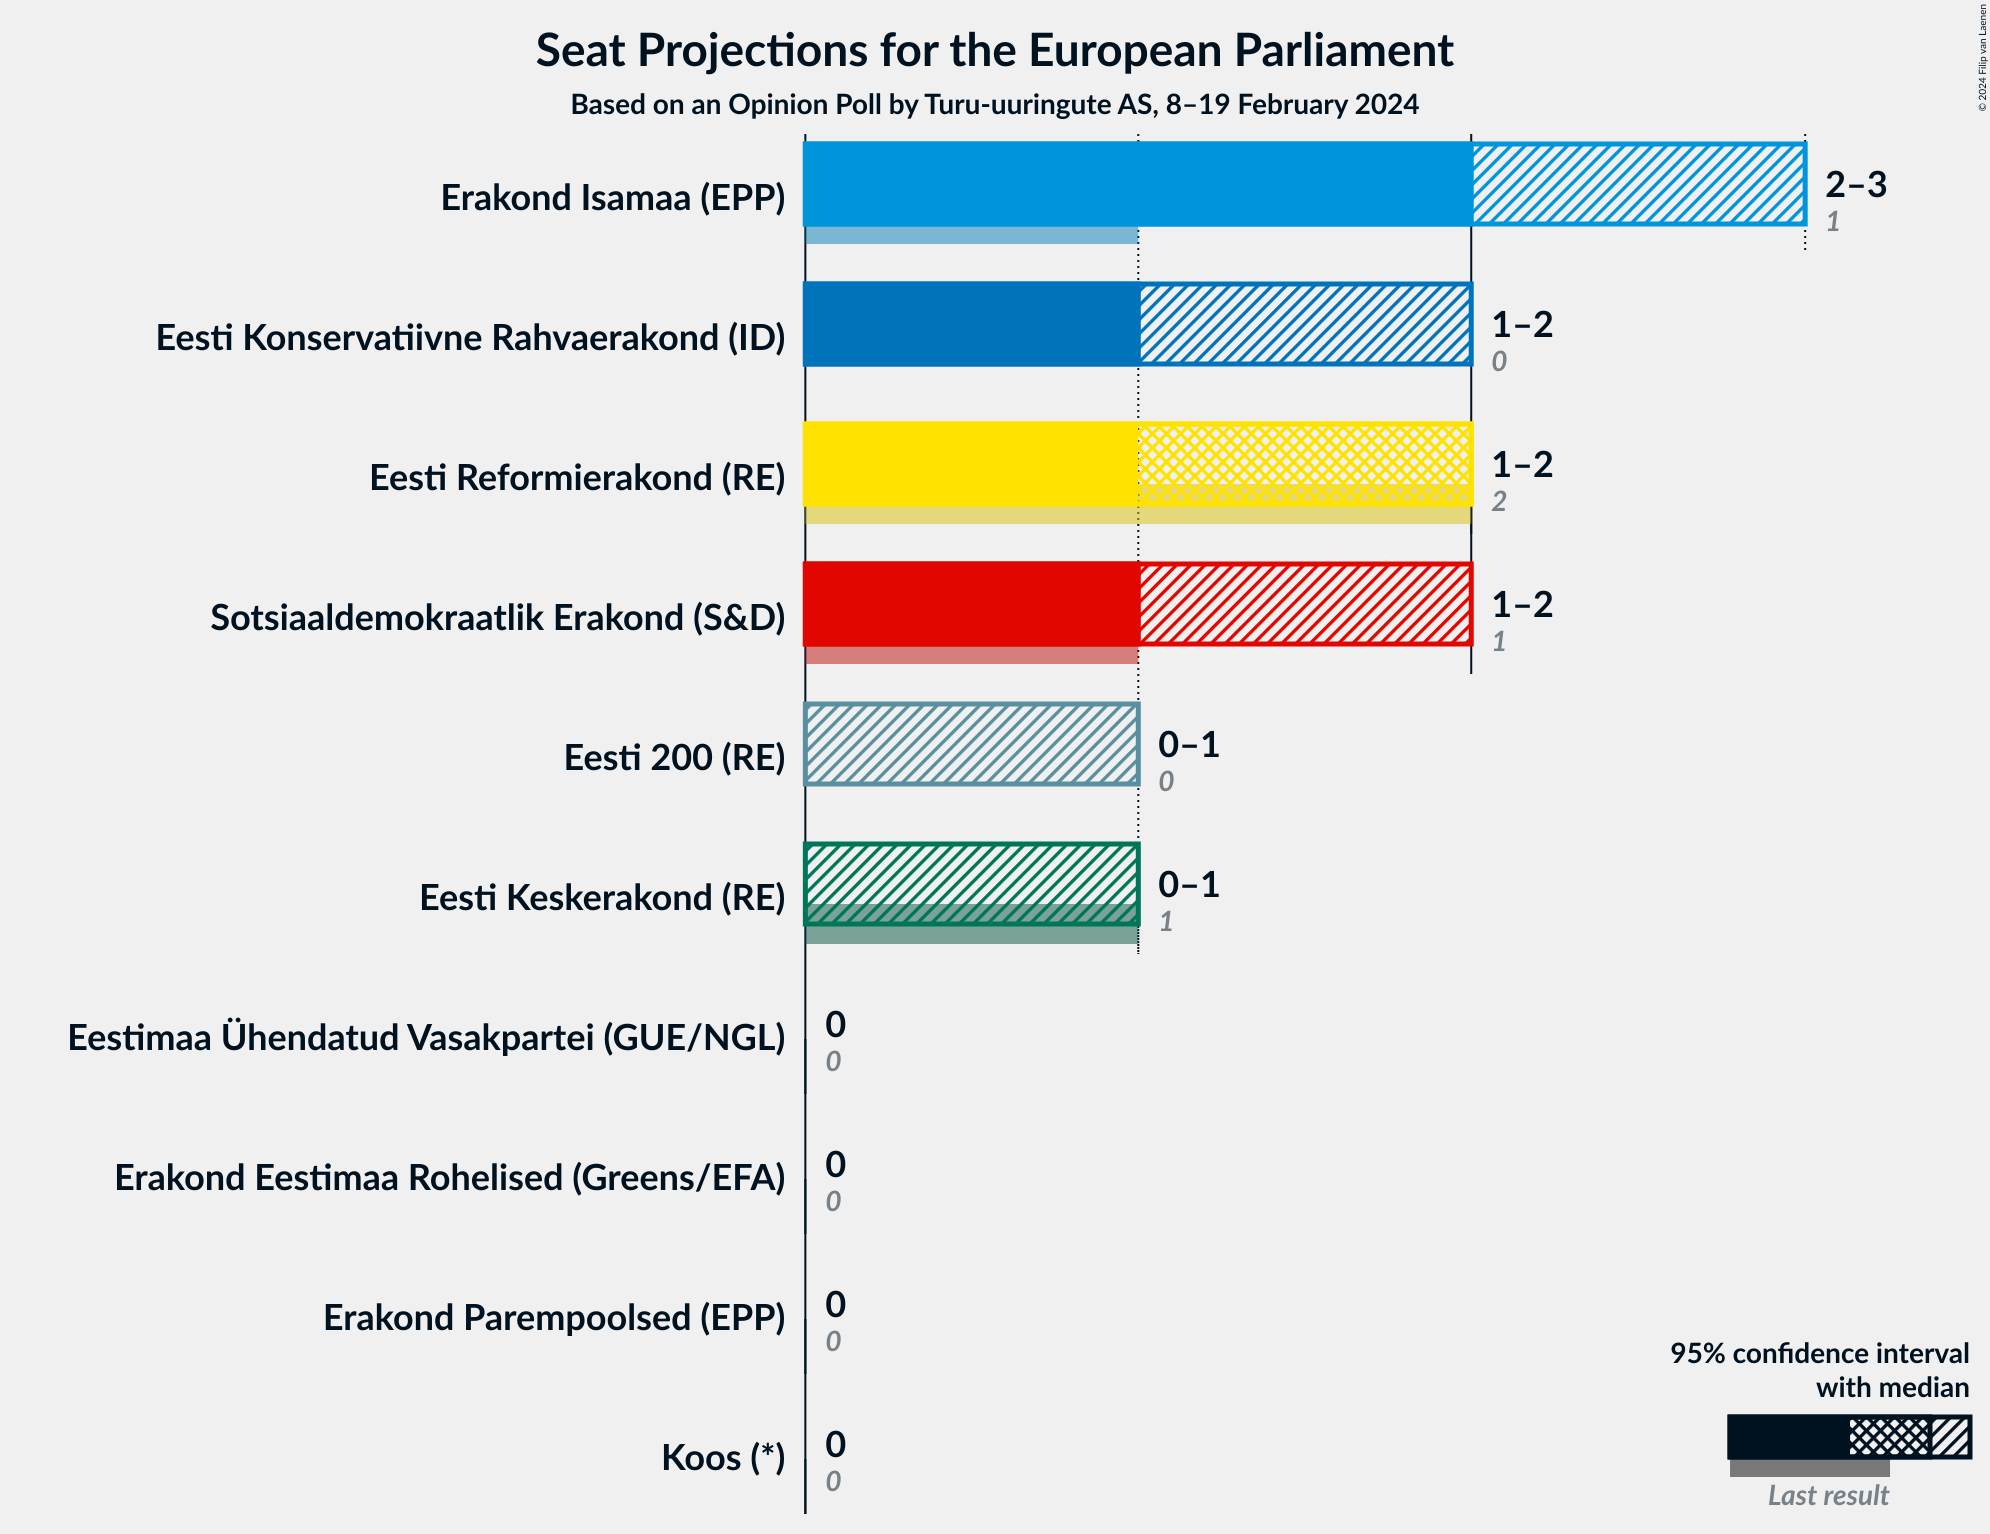 Seat Projections for the European Parliament
Based on an Opinion Poll by Turu-uuringute AS, 8–19 February 2024
© 2024 Filip van Laenen
Erakond Isamaa (EPP)
2–3
1
Eesti Konservatiivne Rahvaerakond (ID)
1–2
0
Eesti Reformierakond (RE)
1–2
2
Sotsiaaldemokraatlik Erakond (S&D)
1–2
1
Eesti 200 (RE)
0–1
0
Eesti Keskerakond (RE)
0–1
1
Eestimaa Ühendatud Vasakpartei (GUE/NGL)
0
0
Erakond Eestimaa Rohelised (Greens/EFA)
0
0
Erakond Parempoolsed (EPP)
0
0
Koos (*)
0
0
95% confidence interval
with median
Last result